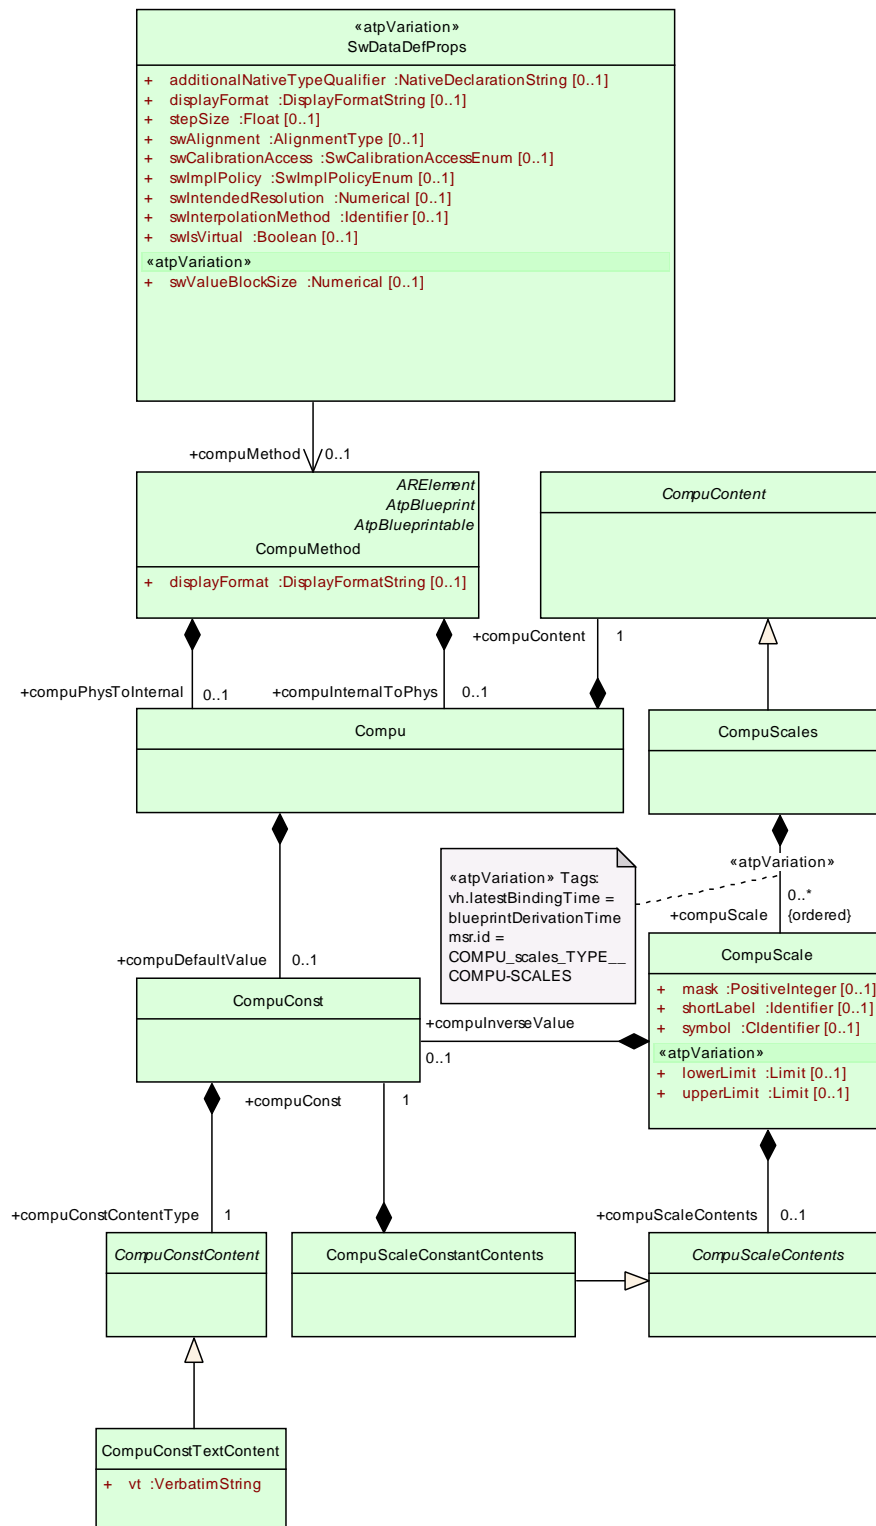 «atpVariation»
SwDataDefProps
+ additionalNativeTypeQualifier :NativeDeclarationString [0..1]
+ displayFormat :DisplayFormatString [0..1]
+ stepSize :Float [0..1]
+ swAlignment :AlignmentType [0..1]
+ swCalibrationAccess :SwCalibrationAccessEnum [0..1]
+ swImplPolicy :SwImplPolicyEnum [0..1]
+ swIntendedResolution :Numerical [0..1]
+ swInterpolationMethod :Identifier [0..1]
+ swIsVirtual :Boolean [0..1]
«atpVariation»
+ swValueBlockSize :Numerical [0..1]
+compuMethod 0..1
ARElement
AtpBlueprint
AtpBlueprintable
CompuMethod
+ displayFormat :DisplayFormatString [0..1]
CompuContent
+compuContent 1
+compuPhysToInternal 0..1
+compuInternalToPhys 0..1
Compu
CompuScales
«atpVariation»
0..*
+compuScale {ordered}
«atpVariation» Tags:
vh.latestBindingTime =
blueprintDerivationTime
msr.id =
COMPU_scales_TYPE__
COMPU-SCALES
+compuDefaultValue 0..1
CompuConst
CompuScale
+ mask :PositiveInteger [0..1]
+ shortLabel :Identifier [0..1]
+ symbol :CIdentifier [0..1]
«atpVariation»
+ lowerLimit :Limit [0..1]
+ upperLimit :Limit [0..1]
+compuInverseValue
0..1
+compuConst 1
+compuConstContentType 1
+compuScaleContents 0..1
CompuConstContent
CompuScaleConstantContents
CompuScaleContents
CompuConstTextContent
+ vt :VerbatimString